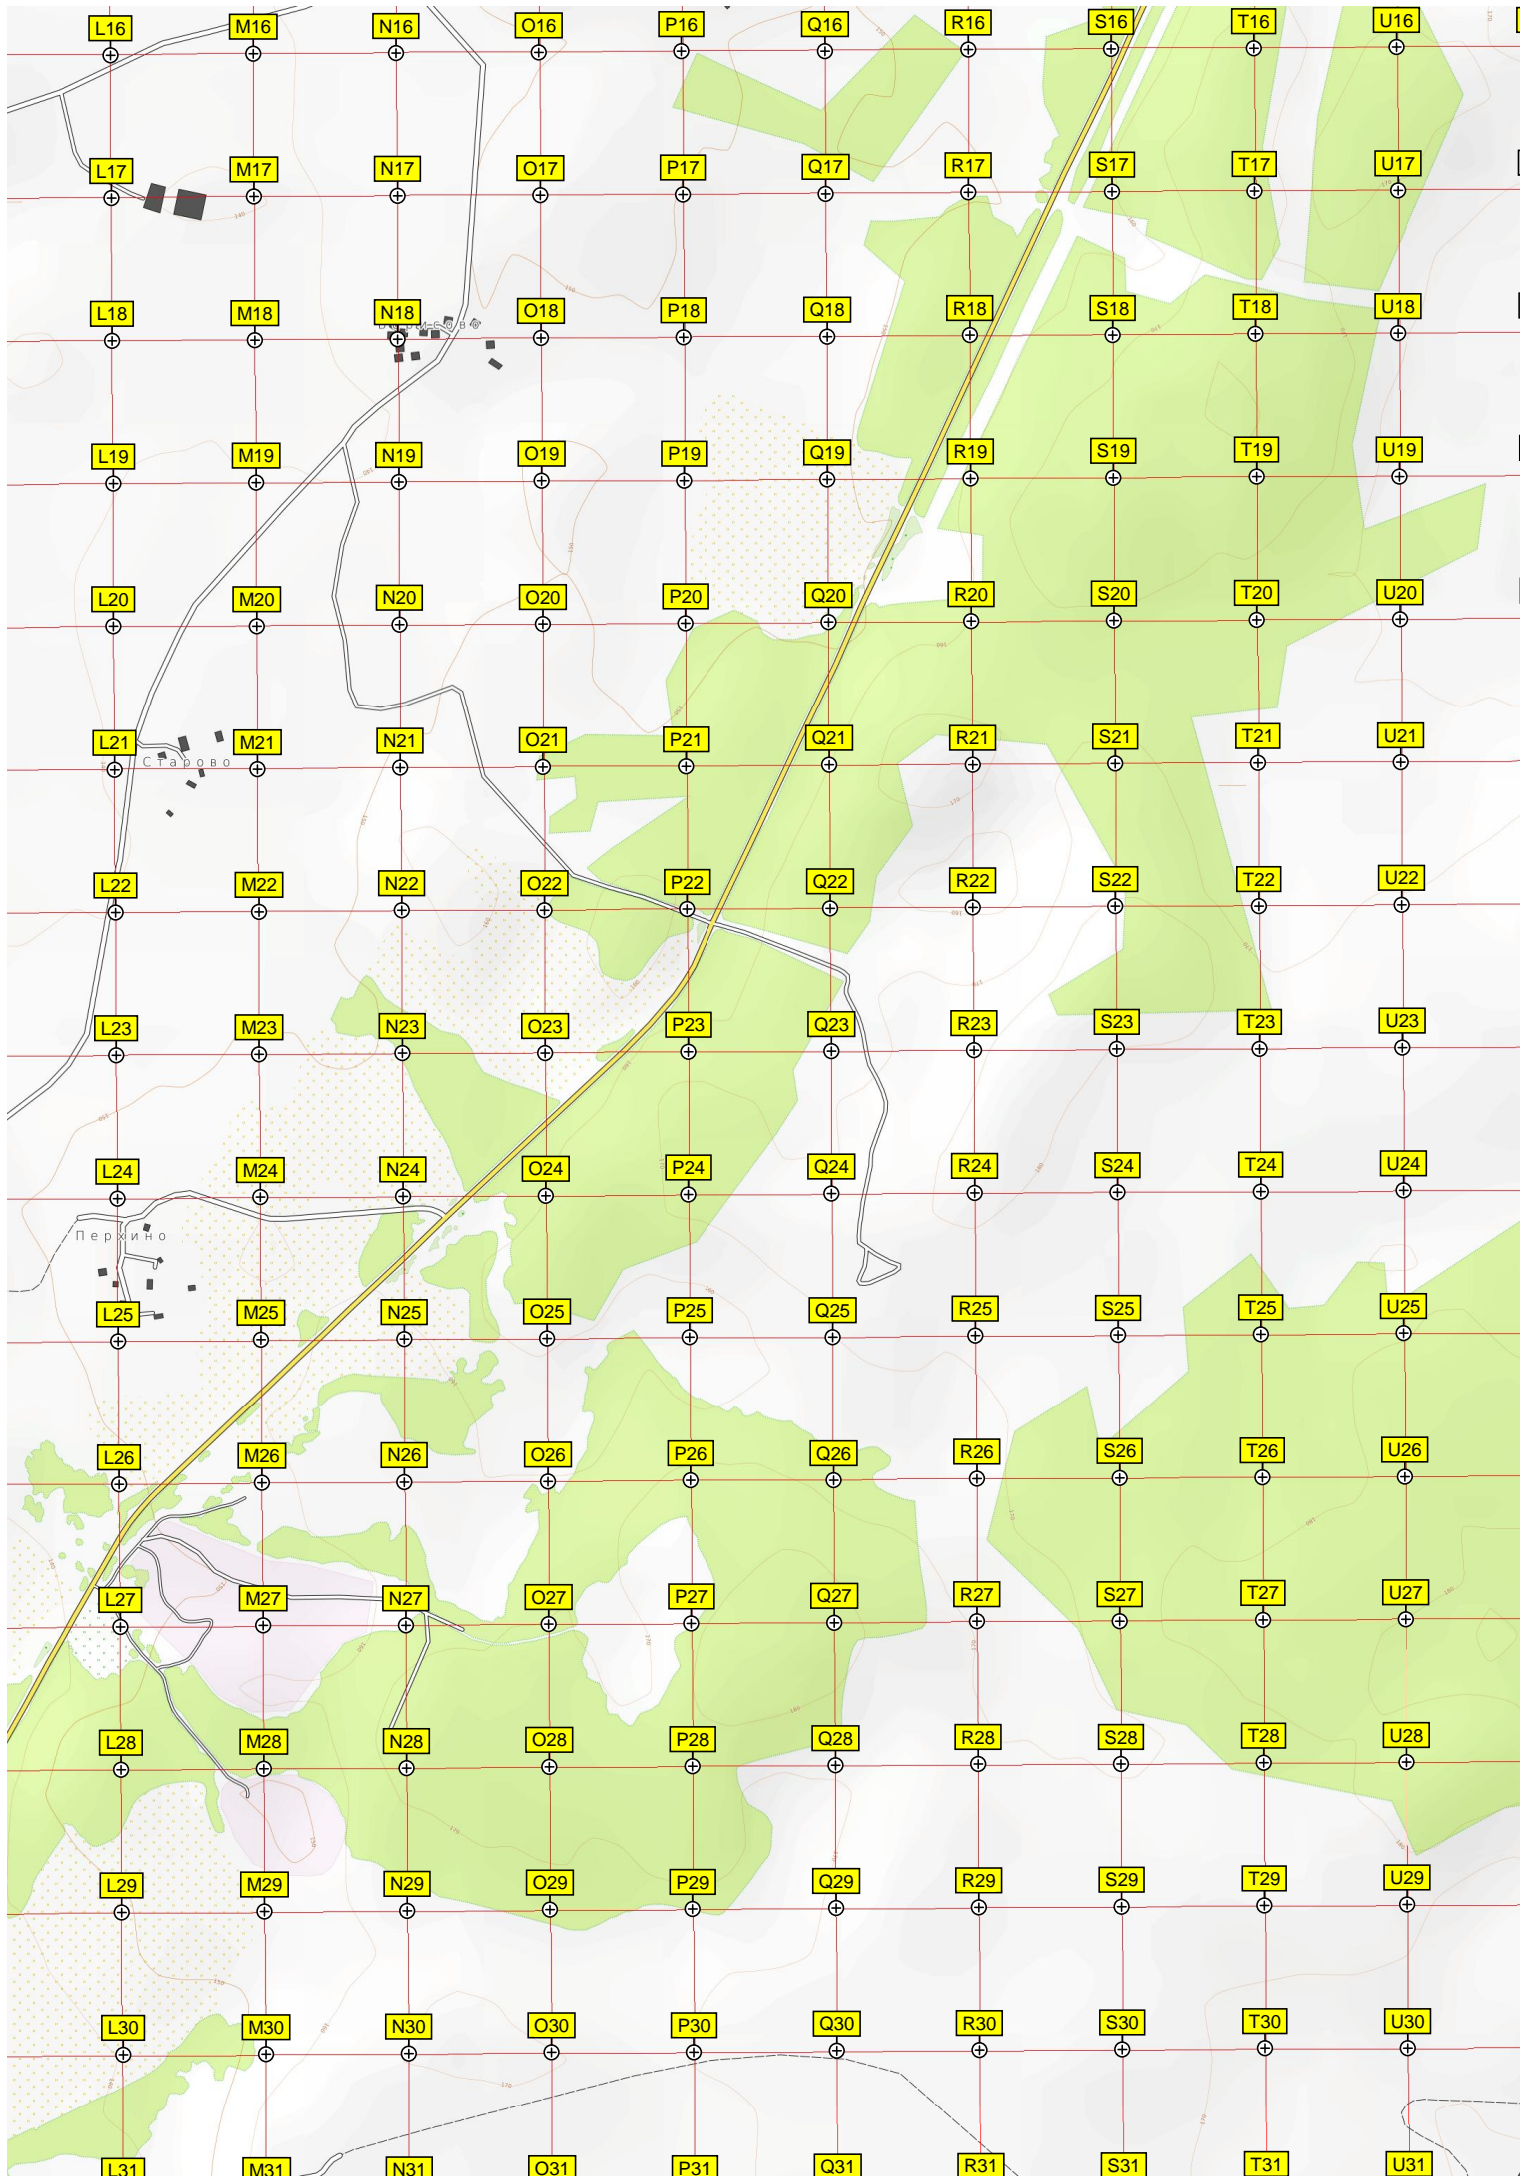 L16 M16 N16 O16 P16 Q16 R16 S16 T16 U16
L17 M17 N17 O17 P17 Q17 R17 S17 T17 U17
L18 M18 N18 O18 P18 Q18 R18 S18 T18 U18
L19 M19 N19 O19 P19 Q19 R19 S19 T19 U19
L20 M20 N20 O20 P20 Q20 R20 S20 T20 U20
L21 M21 N21 O21 P21 Q21 R21 S21 T21 U21
Старово
L22 M22 N22 O22 P22 Q22 R22 S22 T22 U22
L23 M23 N23 O23 P23 Q23 R23 S23 T23 U23
L24 M24 N24 O24 P24 Q24 R24 S24 T24 U24
Перхино
L25 M25 N25 O25 P25 Q25 R25 S25 T25 U25
L26 M26 N26 O26 P26 Q26 R26 S26 T26 U26
L27 M27 N27 O27 P27 Q27 R27 S27 T27 U27
L28 M28 N28 O28 P28 Q28 R28 S28 T28 U28
L29 M29 N29 O29 P29 Q29 R29 S29 T29 U29
L30 M30 N30 O30 P30 Q30 R30 S30 T30 U30
L31 M31 N31 O31 P31 Q31 R31 S31 T31 U31